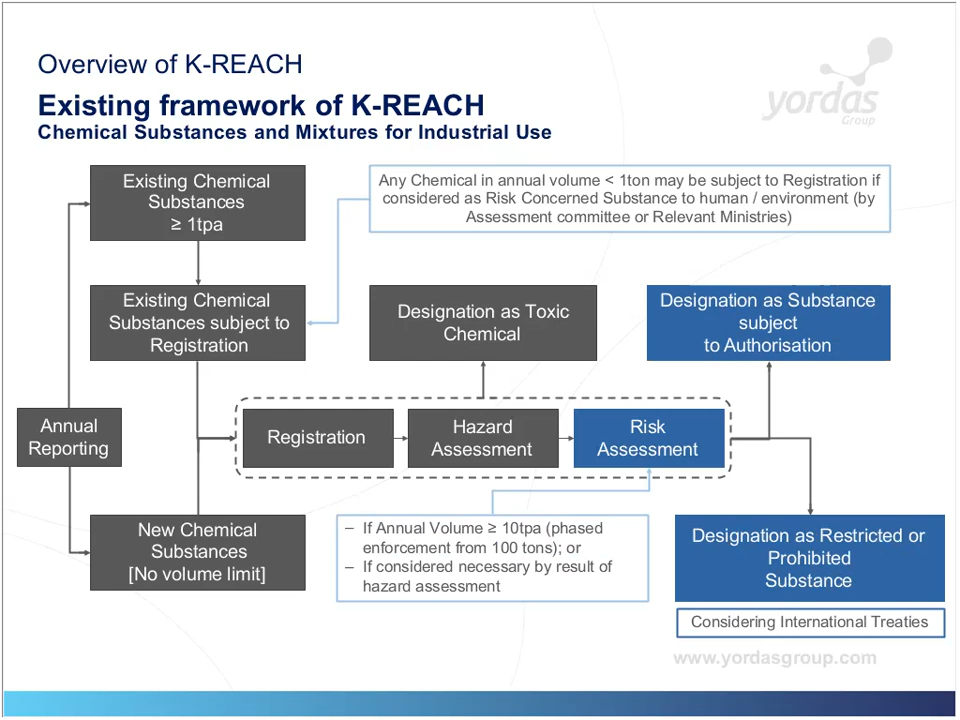 Overview of K-REACH
Existing framework of K-REACH
Chemical Substances and Mixtures for Industrial Use
yordas
Group
Existing Chemical
Substances
≥ 1tpa
Any Chemical in annual volume < 1ton may be subject to Registration if
considered as Risk Concerned Substance to human / environment (by
Assessment committee or Relevant Ministries)
Existing Chemical
Substances subject to
Registration
Designation as Toxic
Chemical
Designation as Substance
subject
to Authorisation
Annual
Reporting
Registration
Hazard
Assessment
Risk
Assessment
New Chemical
Substances
[No volume limit]
– If Annual Volume ≥ 10tpa (phased
enforcement from 100 tons); or
– If considered necessary by result of
hazard assessment
Designation as Restricted or
Prohibited
Substance
Considering International Treaties
www.yordasgroup.com